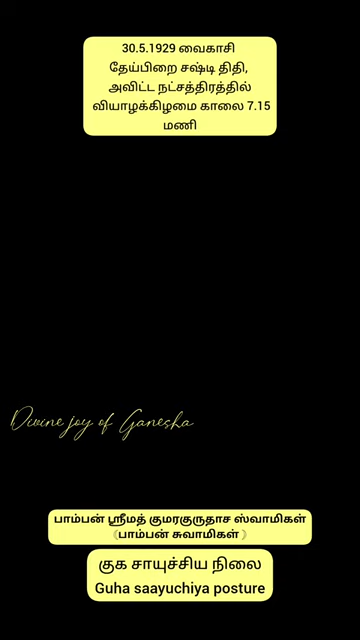 30.5.1929 வைகாசி
தேய்பிறை சஷ்டி திதி,
அவிட்ட நட்சத்திரத்தில்
வியாழக்கிழமை காலை 7.15
மணி
Divine joy of Ganesha
பாம்பன் ஸ்ரீமத் குமரகுருதாச ஸ்வாமிகள்
(பாம்பன் சுவாமிகள் )
குக சாயுச்சிய நிலை
Guha saayuchiya posture